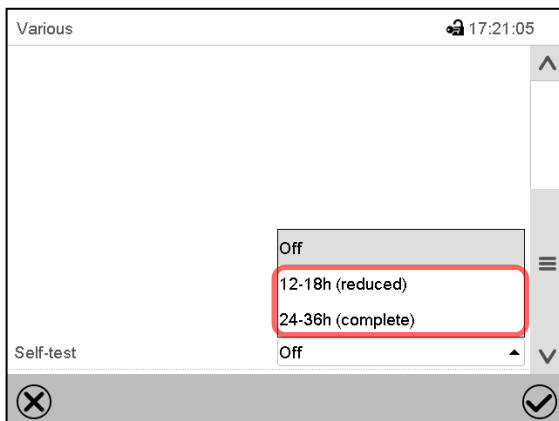 Various 17:21:05
Off
12-18h (reduced)
24-36h (complete)
Self-test Off